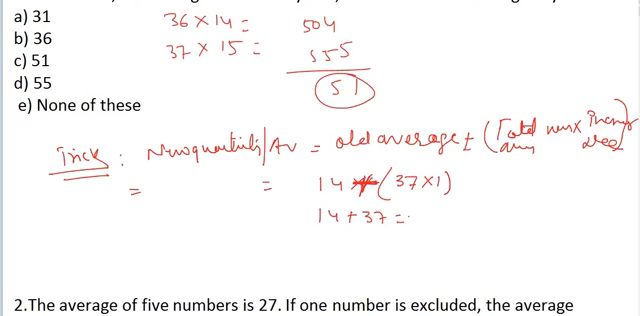 a) 31
b) 36
c) 51
d) 55
e) None of these
36 × 14 = 504
37 × 15 = 555
51
Trick : New quantity / Av = old average ± (Total num ×
= = 14 + (37×1)
14 + 37 =
2.The average of five numbers is 27. If one number is excluded, the average